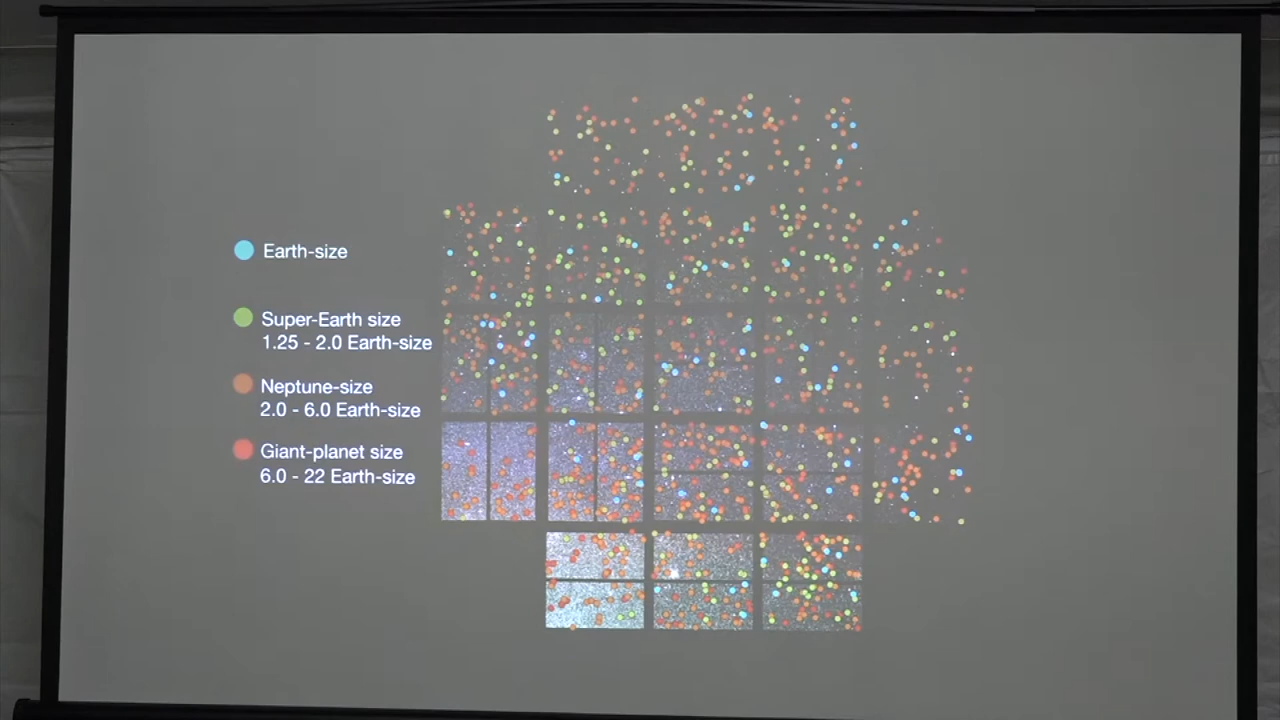 Earth-size
Super-Earth size
1.25 - 2.0 Earth-size
Neptune-size
2.0 - 6.0 Earth-size
Giant-planet size
6.0 - 22 Earth-size